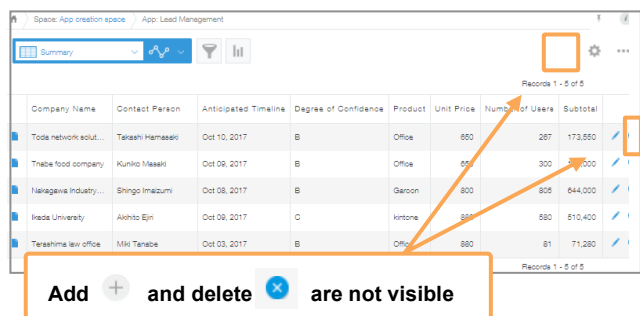 Space: App creation space App: Lead Management
Summary
Records 1 - 5 of 5
Company Name Contact Person Anticipated Timeline Degree of Confidence Product Unit Price Number of Users Subtotal
Toda network solut... Takashi Hamasaki Oct 10, 2017 B Office 650 267 173,550
Tnabe food company Kuniko Masaki Oct 09, 2017 B Office 300
Nakagawa Industry... Shingo Imaizumi Oct 08, 2017 B Garoon 800 805 644,000
Ikeda University Akihito Ejiri Oct 09, 2017 C kintone 580 510,400
Terashima law office Miki Tanabe Oct 03, 2017 B Office 880 81 71,280
Records 1 - 5 of 5
Add and delete are not visible